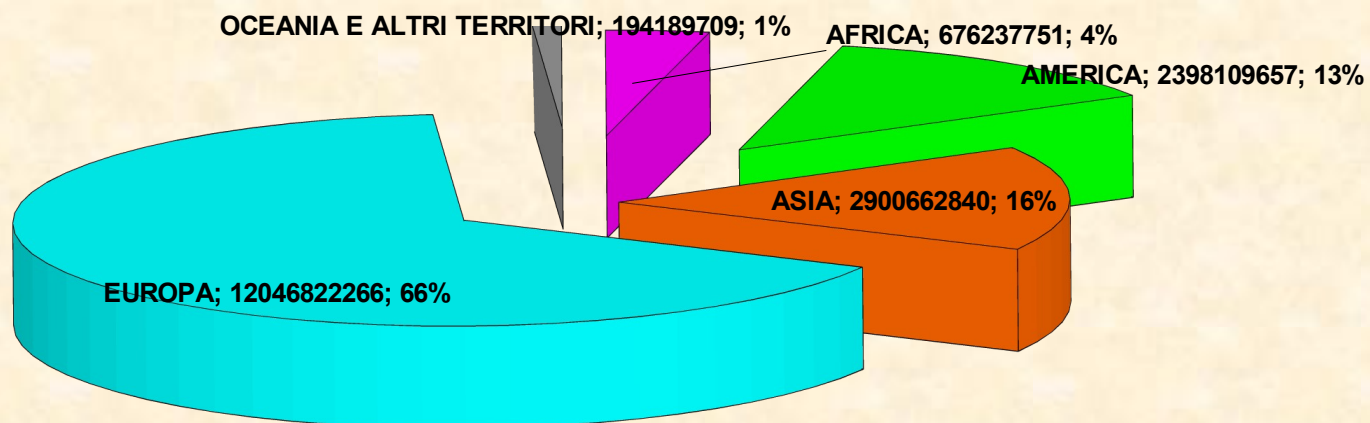 OCEANIA E ALTRI TERRITORI; 194189709; 1%
AFRICA; 676237751; 4%
AMERICA; 2398109657; 13%
ASIA; 2900662840; 16%
EUROPA; 12046822266; 66%